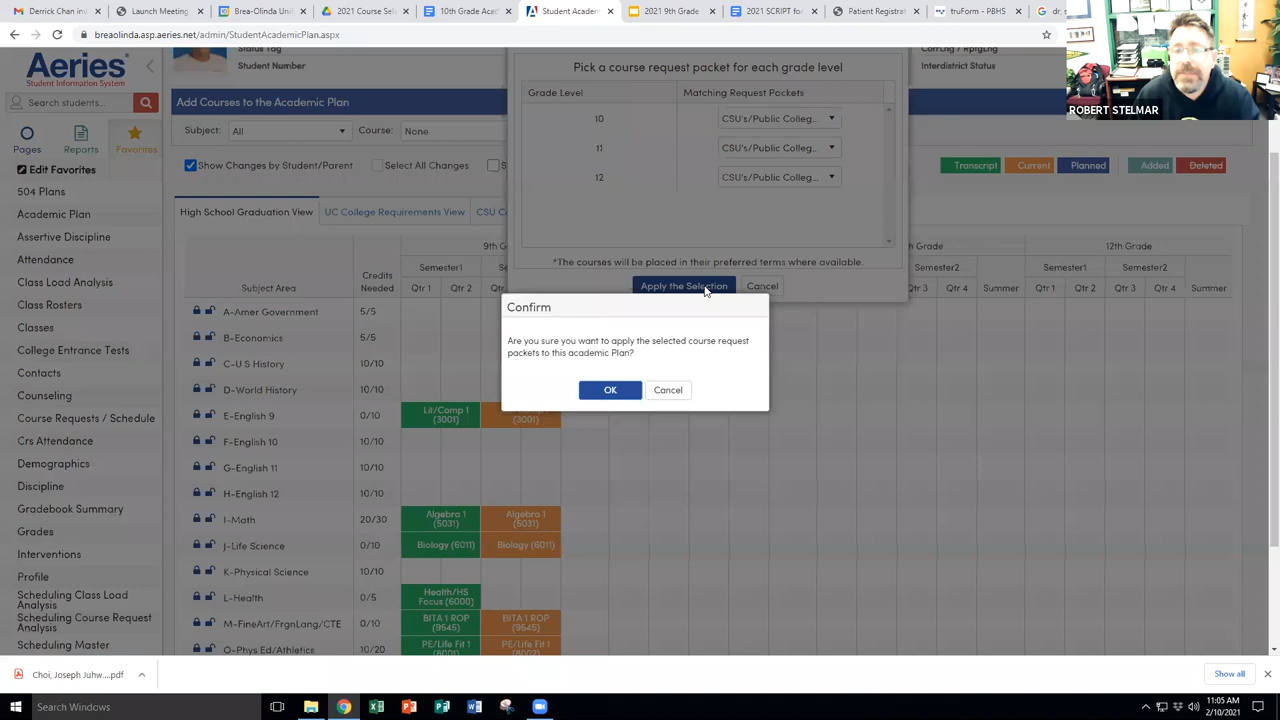 Derrick Chan invi
Launch Meeting
Brea-Olinda Uni
2021 Course Sel
10th Grade Acad
Student Academ
2021 9th Grade
2021 SCRIPT for
Patient Registrat
truForm - PBHS
breaolinda.asp.aeries.net/admin/StudentAcademicPlan.aspx
ROBERT STELMAR
Aeries
Student Information System
Search students...
Pages
Reports
Favorites
Edit Favorites
504 Plans
Academic Plan
Assertive Discipline
Attendance
Class Load Analysis
Class Rosters
Classes
College Entrance Tests
Contacts
Counseling
Course Requests / Schedule
Crs Attendance
Demographics
Discipline
Gradebook Summary
Grades
Interventions
Profile
Scheduling Class Load
Analysis
Scheduling Course Request
Analysis
Scheduling Master
Status Tag
Student Number
CorrLng / RptgLng
Interdistrict Status
Add Courses to the Academic Plan
Subject: All
Course: None
Show Changes by Student/Parent
Select All Changes
Transcript
Current
Planned
Added
Deleted
High School Graduation View
UC College Requirements View
Pick a course request packet for each grade level
Grade Level
Matching Request Packets
10
CSU's/Public Colleg...
11
CSU's/Public Colleg...
12
CSU's/Public Colleg...
*The courses will be placed in their preferred terms where available.
Apply the Selection
Cancel
Confirm
Are you sure you want to apply the selected course request
packets to this academic Plan?
OK
Cancel
12th Grade
Semester2
Semester1
Semester2
Subject Area
Credits
Needed
Semester1
Qtr 1
Qtr 2
Summer
Qtr 1
Qtr 2
Qtr 3
Qtr 4
Summer
A-Amer Government
5/5
B-Economics
5/5
C-U S History
10/10
D-World History
10/10
E-English 9
0/10
Lit/Comp 1
(3001)
(3001)
F-English 10
10/10
G-English 11
10/10
H-English 12
10/10
I-Math
20/30
Algebra 1
(5031)
Algebra 1
(5031)
J-Life Science
0/10
Biology (6011)
Biology (6011)
K-Physical Science
10/10
L-Health
0/5
Health/HS
Focus (6000)
M-FineArt/FrgnLang/CTE
0/10
BITA 1 ROP
(9545)
BITA 1 ROP
(9545)
O-Phys Ed/Athletics
10/20
PE/Life Fit 1
PE/Life Fit 1
Choi, Joseph Juhw....pdf
Show all
Search Windows
11:05 AM
2/10/2021